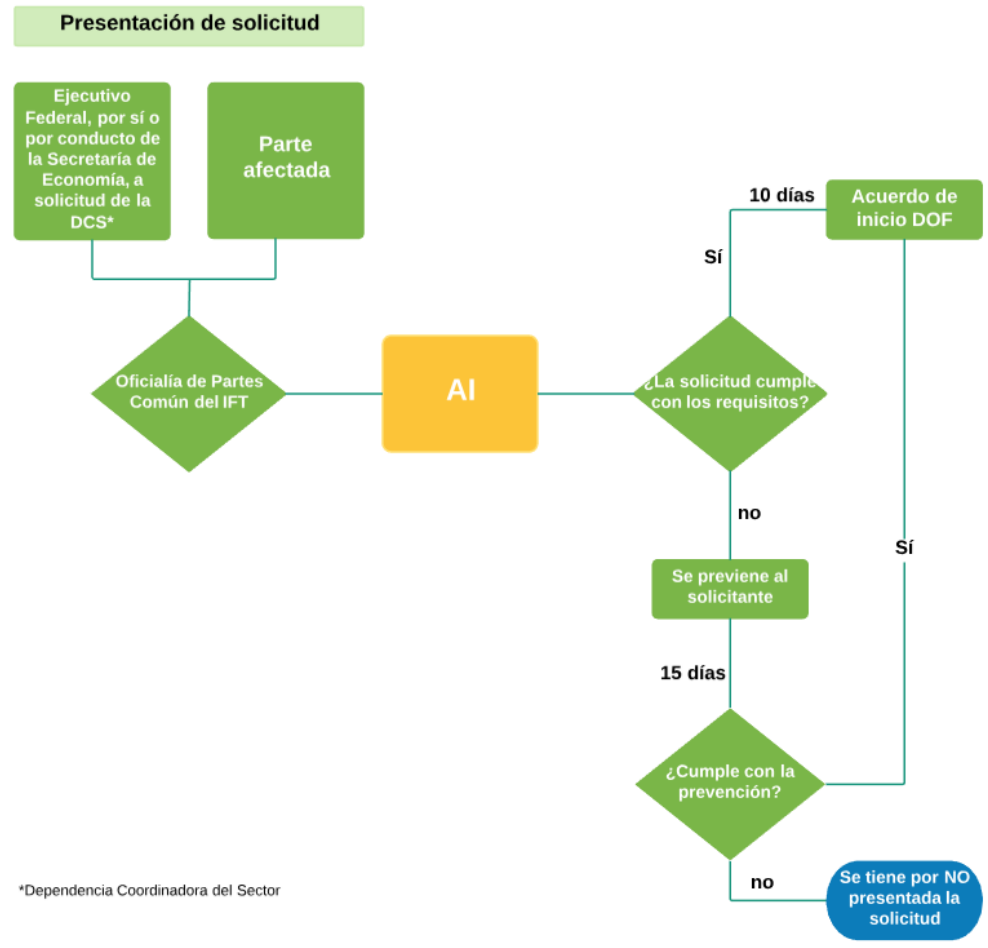 Presentación de solicitud
Ejecutivo
Federal, por sí o
por conducto de
la Secretaría de
Economía, a
solicitud de la
DCS*
Parte
afectada
Oficialía de Partes
Común del IFT
AI
¿La solicitud cumple
con los requisitos?
Sí
10 días
Acuerdo de
inicio DOF
no
Se previene al
solicitante
15 días
¿Cumple con la
prevención?
Sí
no
Se tiene por NO
presentada la
solicitud
*Dependencia Coordinadora del Sector